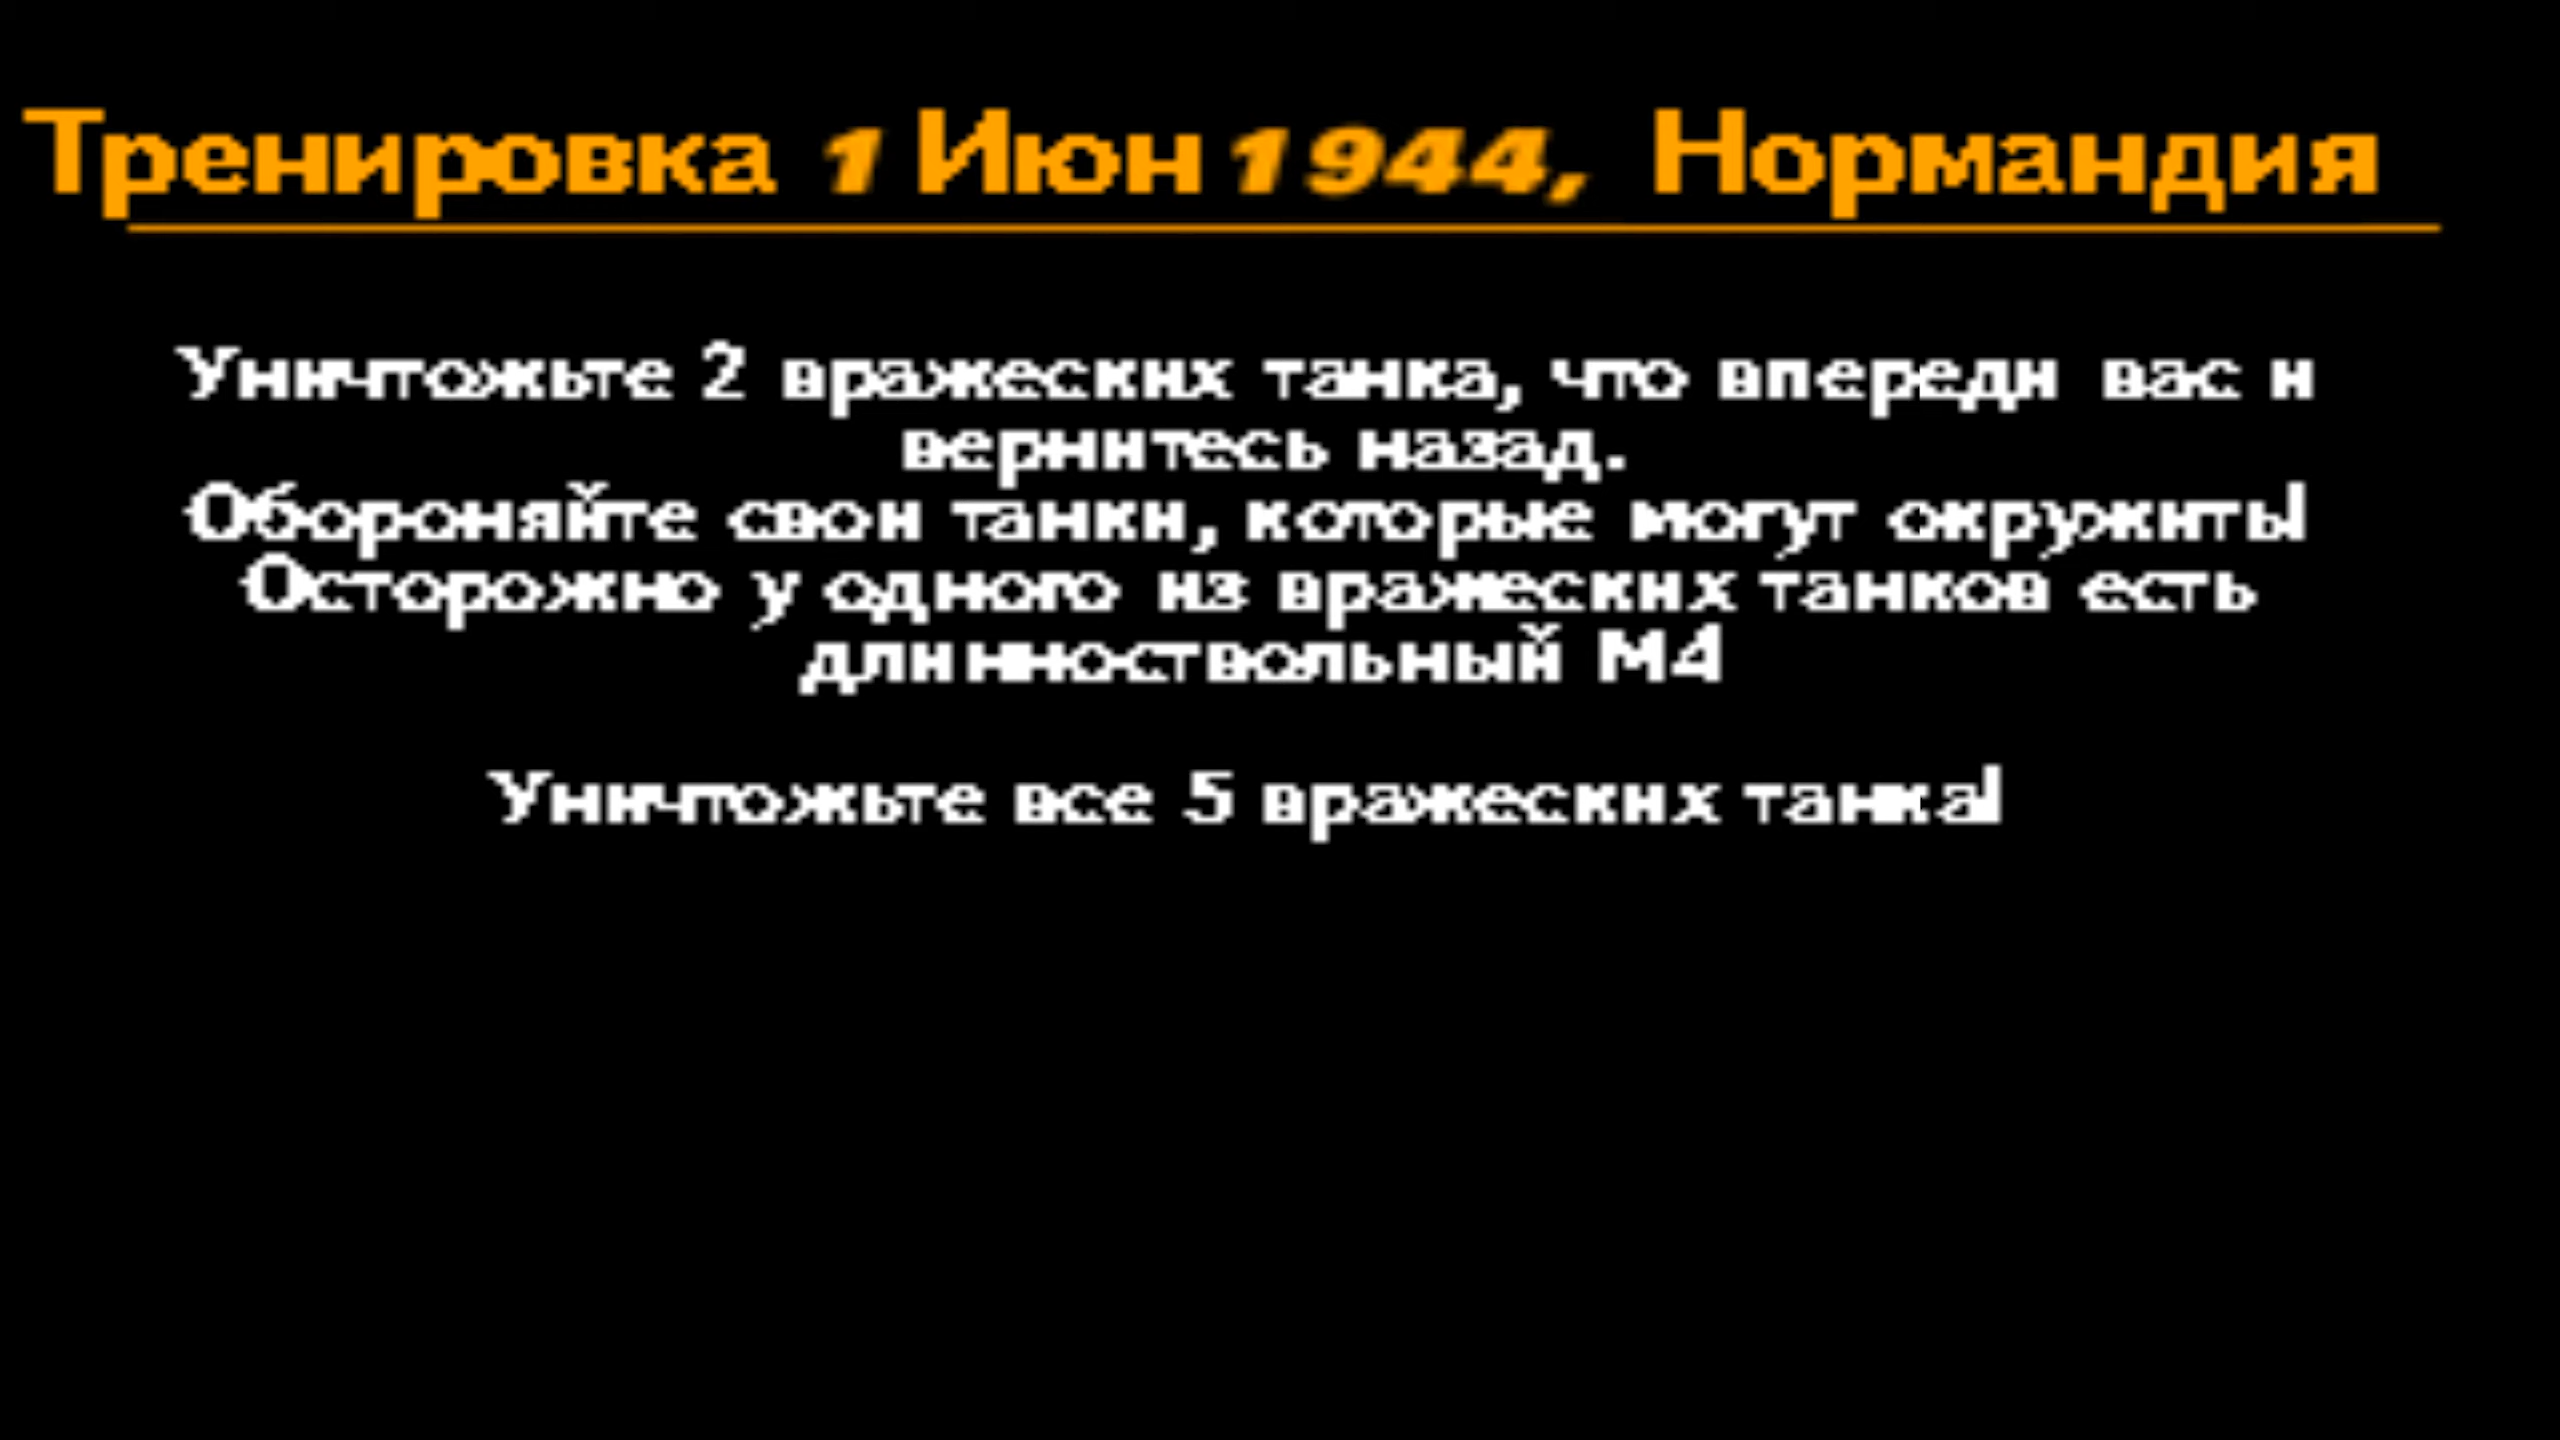 Тренировка 1 Июн 1944, Нормандия
Уничтожьте 2 вражеских танка, что впереди вас и
вернитесь назад.
Обороняйте свои танки, которые могут окружить!
Осторожно у одного из вражеских танков есть
длинноствольный М4
Уничтожьте все 5 вражеских танка!